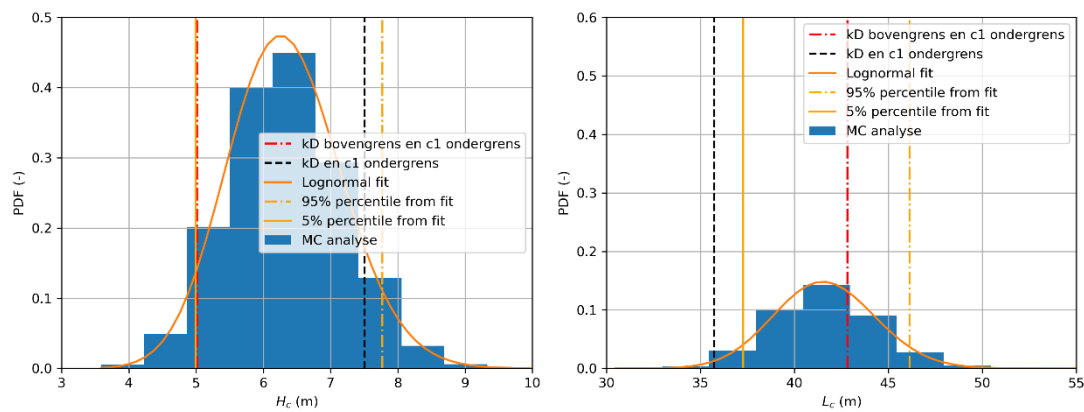 0.5
0.4
0.3
0.2
0.1
0.0
PDF (-)
3 4 5 6 7 8 9 10
H_c (m)
kD bovengrens en c1 ondergrens
kD en c1 ondergrens
Lognormal fit
95% percentile from fit
5% percentile from fit
MC analyse
0.6
0.5
0.4
0.3
0.2
0.1
0.0
PDF (-)
30 35 40 45 50 55
L_c (m)
kD bovengrens en c1 ondergrens
kD en c1 ondergrens
Lognormal fit
95% percentile from fit
5% percentile from fit
MC analyse